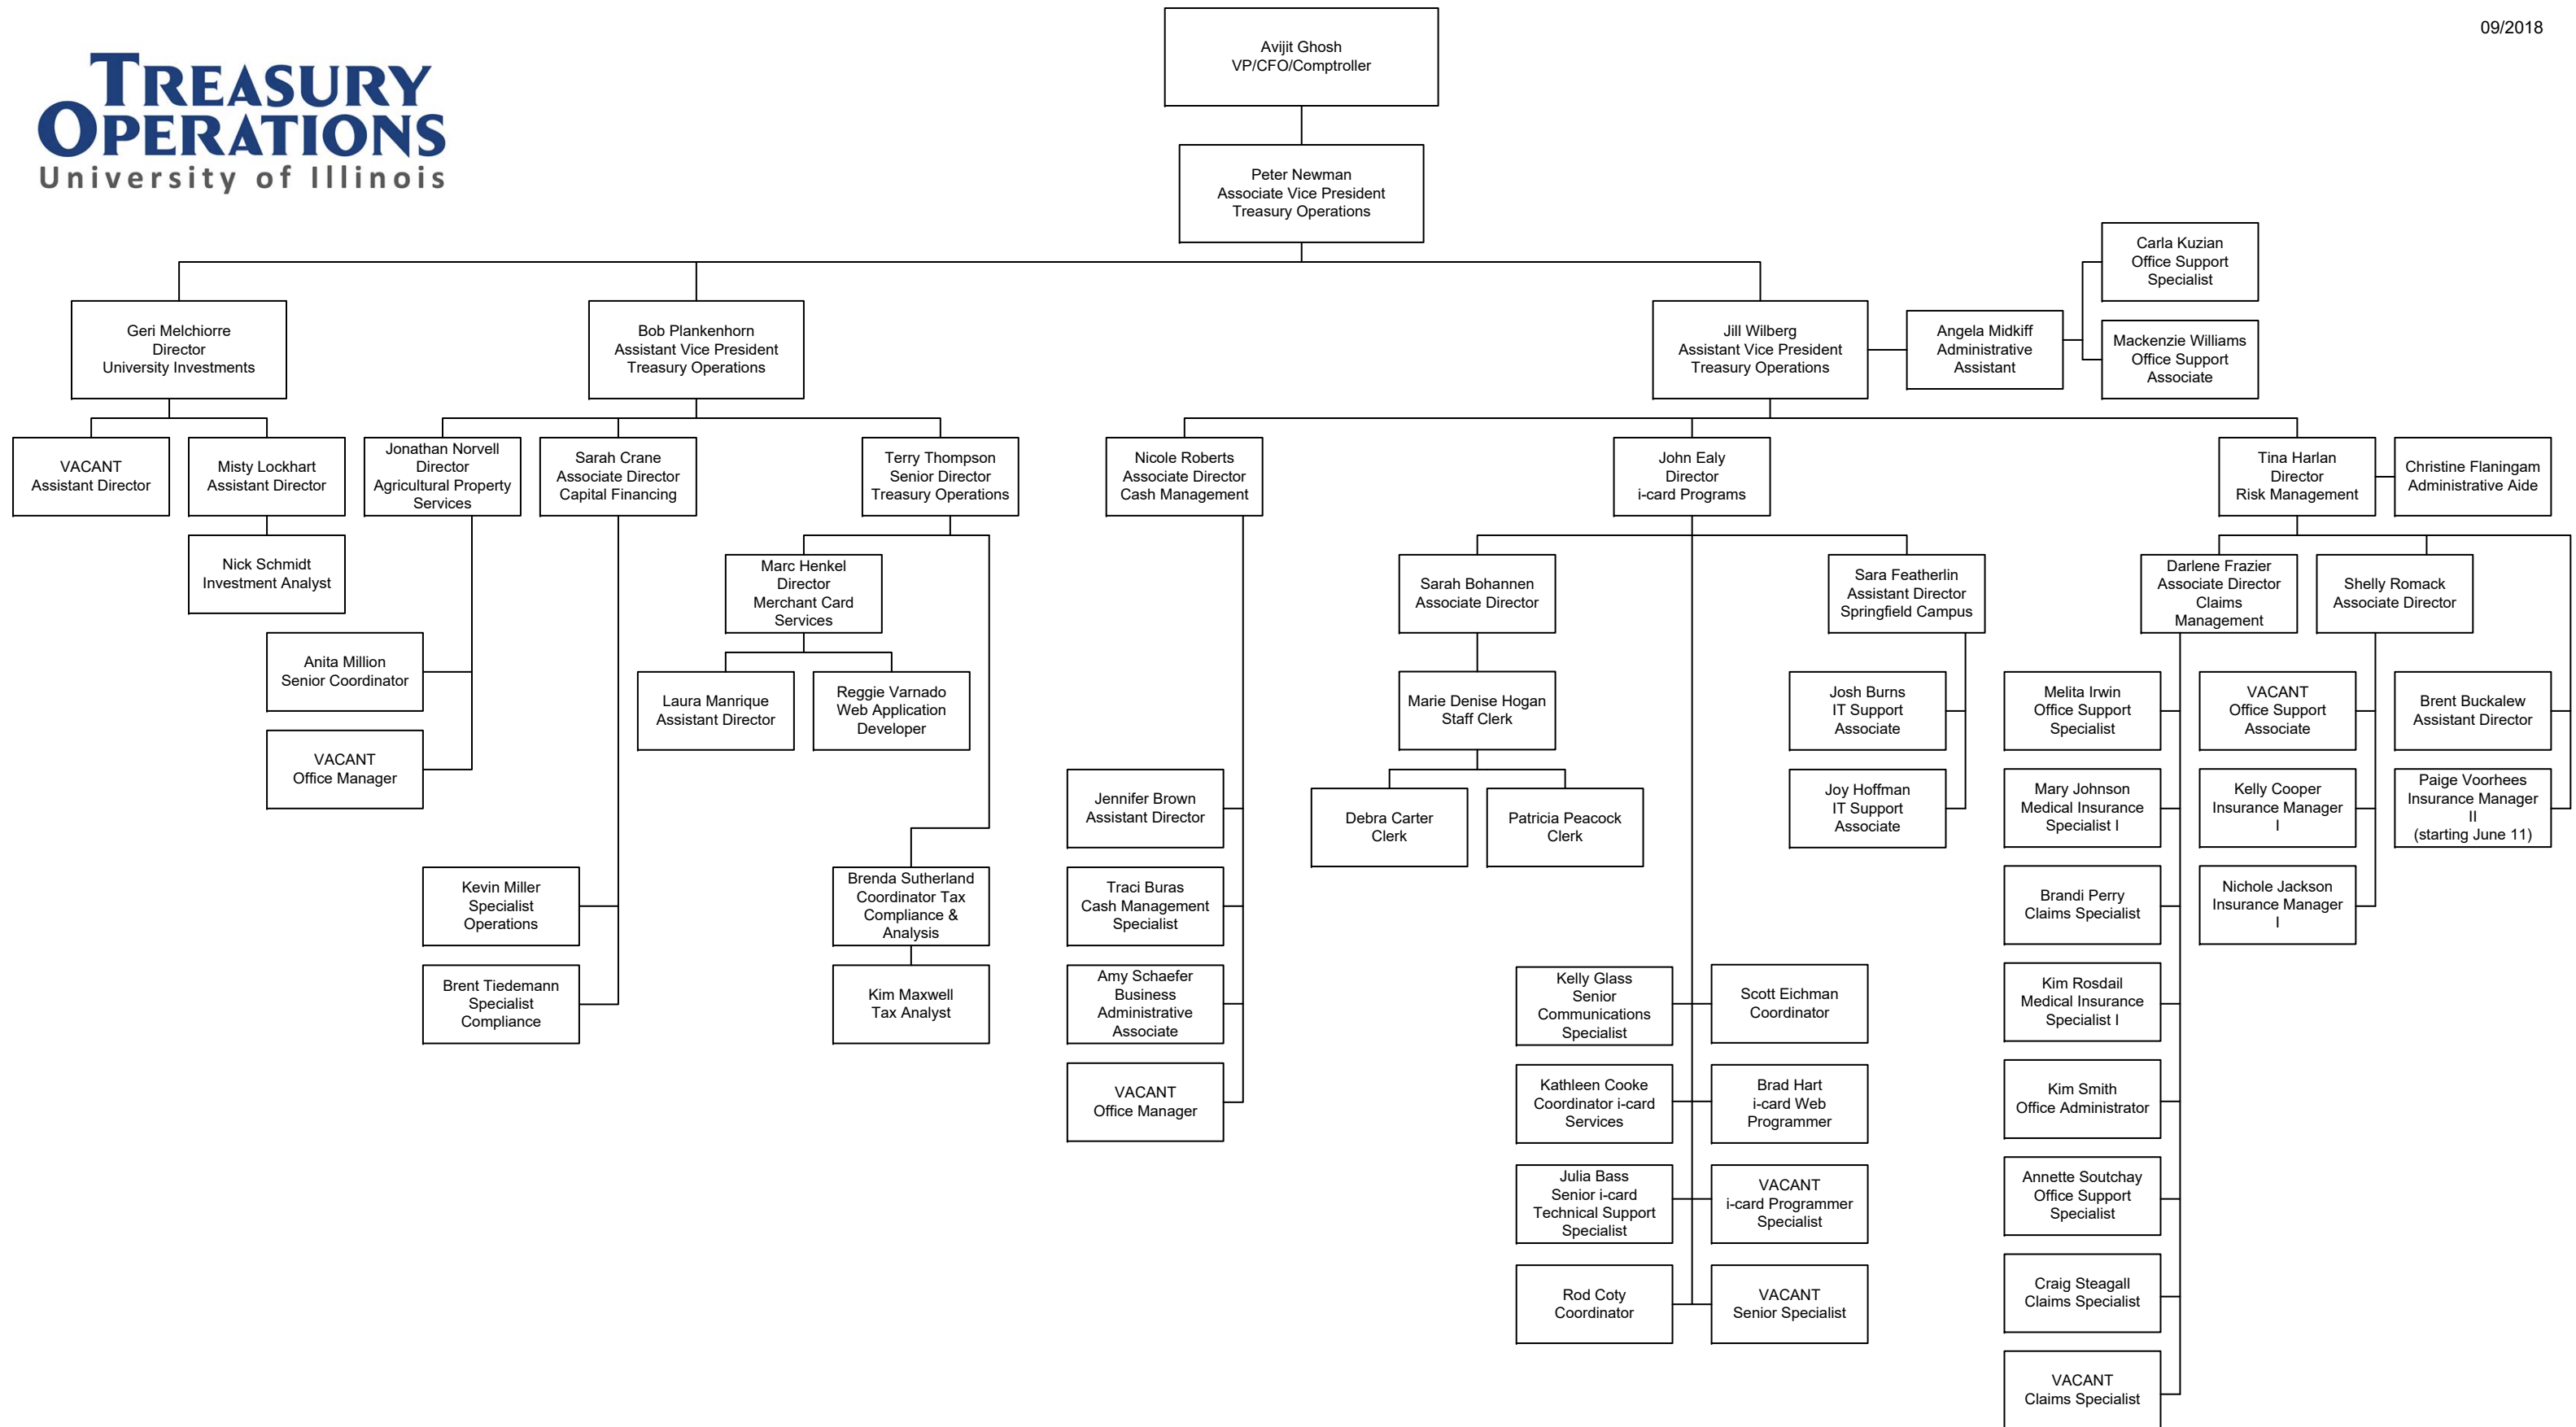 09/2018
TREASURY
OPERATIONS
University of Illinois
Avijit Ghosh
VP/CFO/Comptroller
Peter Newman
Associate Vice President
Treasury Operations
Carla Kuzian
Office Support
Specialist
Geri Melchiorre
Director
University Investments
Bob Plankenhorn
Assistant Vice President
Treasury Operations
Jill Wilberg
Assistant Vice President
Treasury Operations
Angela Midkiff
Administrative
Assistant
Mackenzie Williams
Office Support
Associate
VACANT
Assistant Director
Misty Lockhart
Assistant Director
Jonathan Norvell
Director
Agricultural Property
Services
Sarah Crane
Associate Director
Capital Financing
Terry Thompson
Senior Director
Treasury Operations
Nicole Roberts
Associate Director
Cash Management
John Ealy
Director
i-card Programs
Tina Harlan
Director
Risk Management
Christine Flaningam
Administrative Aide
Nick Schmidt
Investment Analyst
Marc Henkel
Director
Merchant Card
Services
Sarah Bohannen
Associate Director
Sara Featherlin
Assistant Director
Springfield Campus
Darlene Frazier
Associate Director
Claims
Management
Shelly Romack
Associate Director
Anita Million
Senior Coordinator
Laura Manrique
Assistant Director
Reggie Varnado
Web Application
Developer
Marie Denise Hogan
Staff Clerk
Josh Burns
IT Support
Associate
Melita Irwin
Office Support
Specialist
VACANT
Office Support
Associate
Brent Buckalew
Assistant Director
VACANT
Office Manager
Jennifer Brown
Assistant Director
Debra Carter
Clerk
Patricia Peacock
Clerk
Joy Hoffman
IT Support
Associate
Mary Johnson
Medical Insurance
Specialist I
Kelly Cooper
Insurance Manager
I
Paige Voorhees
Insurance Manager
II
(starting June 11)
Kevin Miller
Specialist
Operations
Brenda Sutherland
Coordinator Tax
Compliance &
Analysis
Traci Buras
Cash Management
Specialist
Brandi Perry
Claims Specialist
Nichole Jackson
Insurance Manager
I
Brent Tiedemann
Specialist
Compliance
Kim Maxwell
Tax Analyst
Amy Schaefer
Business
Administrative
Associate
Kelly Glass
Senior
Communications
Specialist
Scott Eichman
Coordinator
Kim Rosdail
Medical Insurance
Specialist I
VACANT
Office Manager
Kathleen Cooke
Coordinator i-card
Services
Brad Hart
i-card Web
Programmer
Kim Smith
Office Administrator
Julia Bass
Senior i-card
Technical Support
Specialist
VACANT
i-card Programmer
Specialist
Annette Soutchay
Office Support
Specialist
Rod Coty
Coordinator
VACANT
Senior Specialist
Craig Steagall
Claims Specialist
VACANT
Claims Specialist